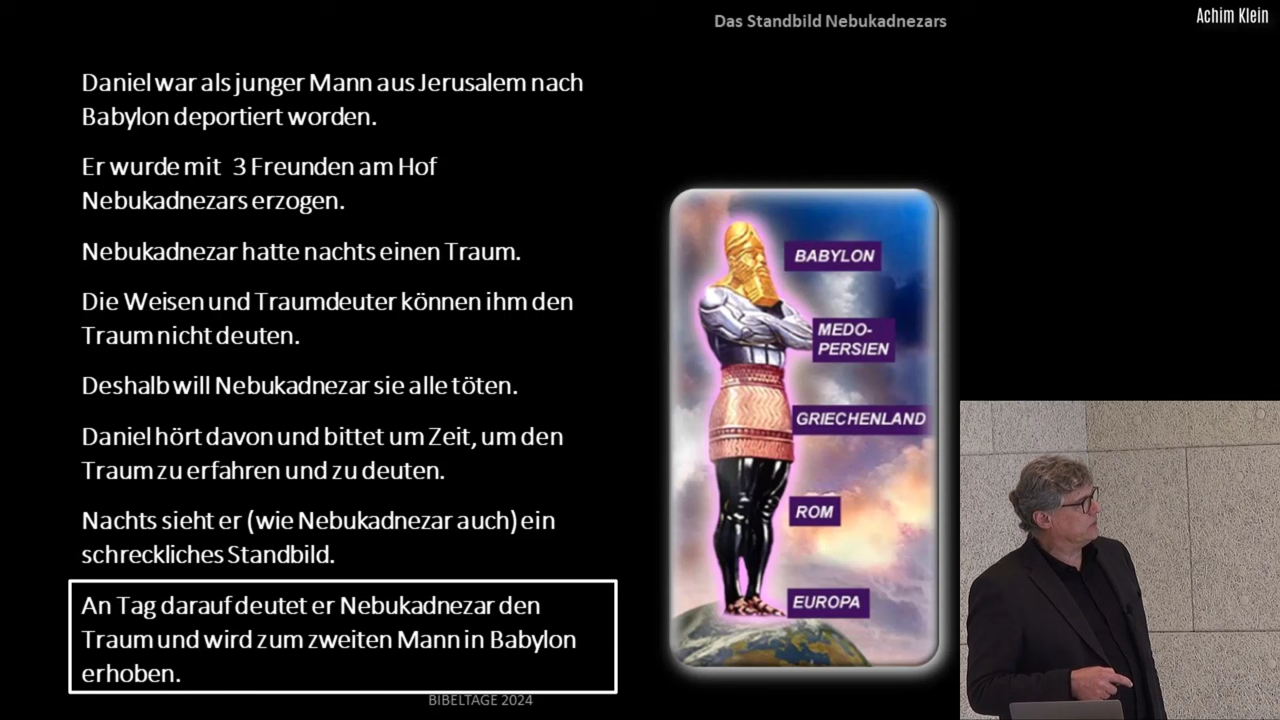 Das Standbild Nebukadnezars
Achim Klein
Daniel war als junger Mann aus Jerusalem nach
Babylon deportiert worden.
Er wurde mit 3 Freunden am Hof
Nebukadnezars erzogen.
Nebukadnezar hatte nachts einen Traum.
Die Weisen und Traumdeuter können ihm den
Traum nicht deuten.
Deshalb will Nebukadnezar sie alle töten.
Daniel hört davon und bittet um Zeit, um den
Traum zu erfahren und zu deuten.
Nachts sieht er (wie Nebukadnezar auch) ein
schreckliches Standbild.
An Tag darauf deutet er Nebukadnezar den
Traum und wird zum zweiten Mann in Babylon
erhoben.
BABYLON
MEDO-
PERSIEN
GRIECHENLAND
ROM
EUROPA
BIBELTAGE 2024